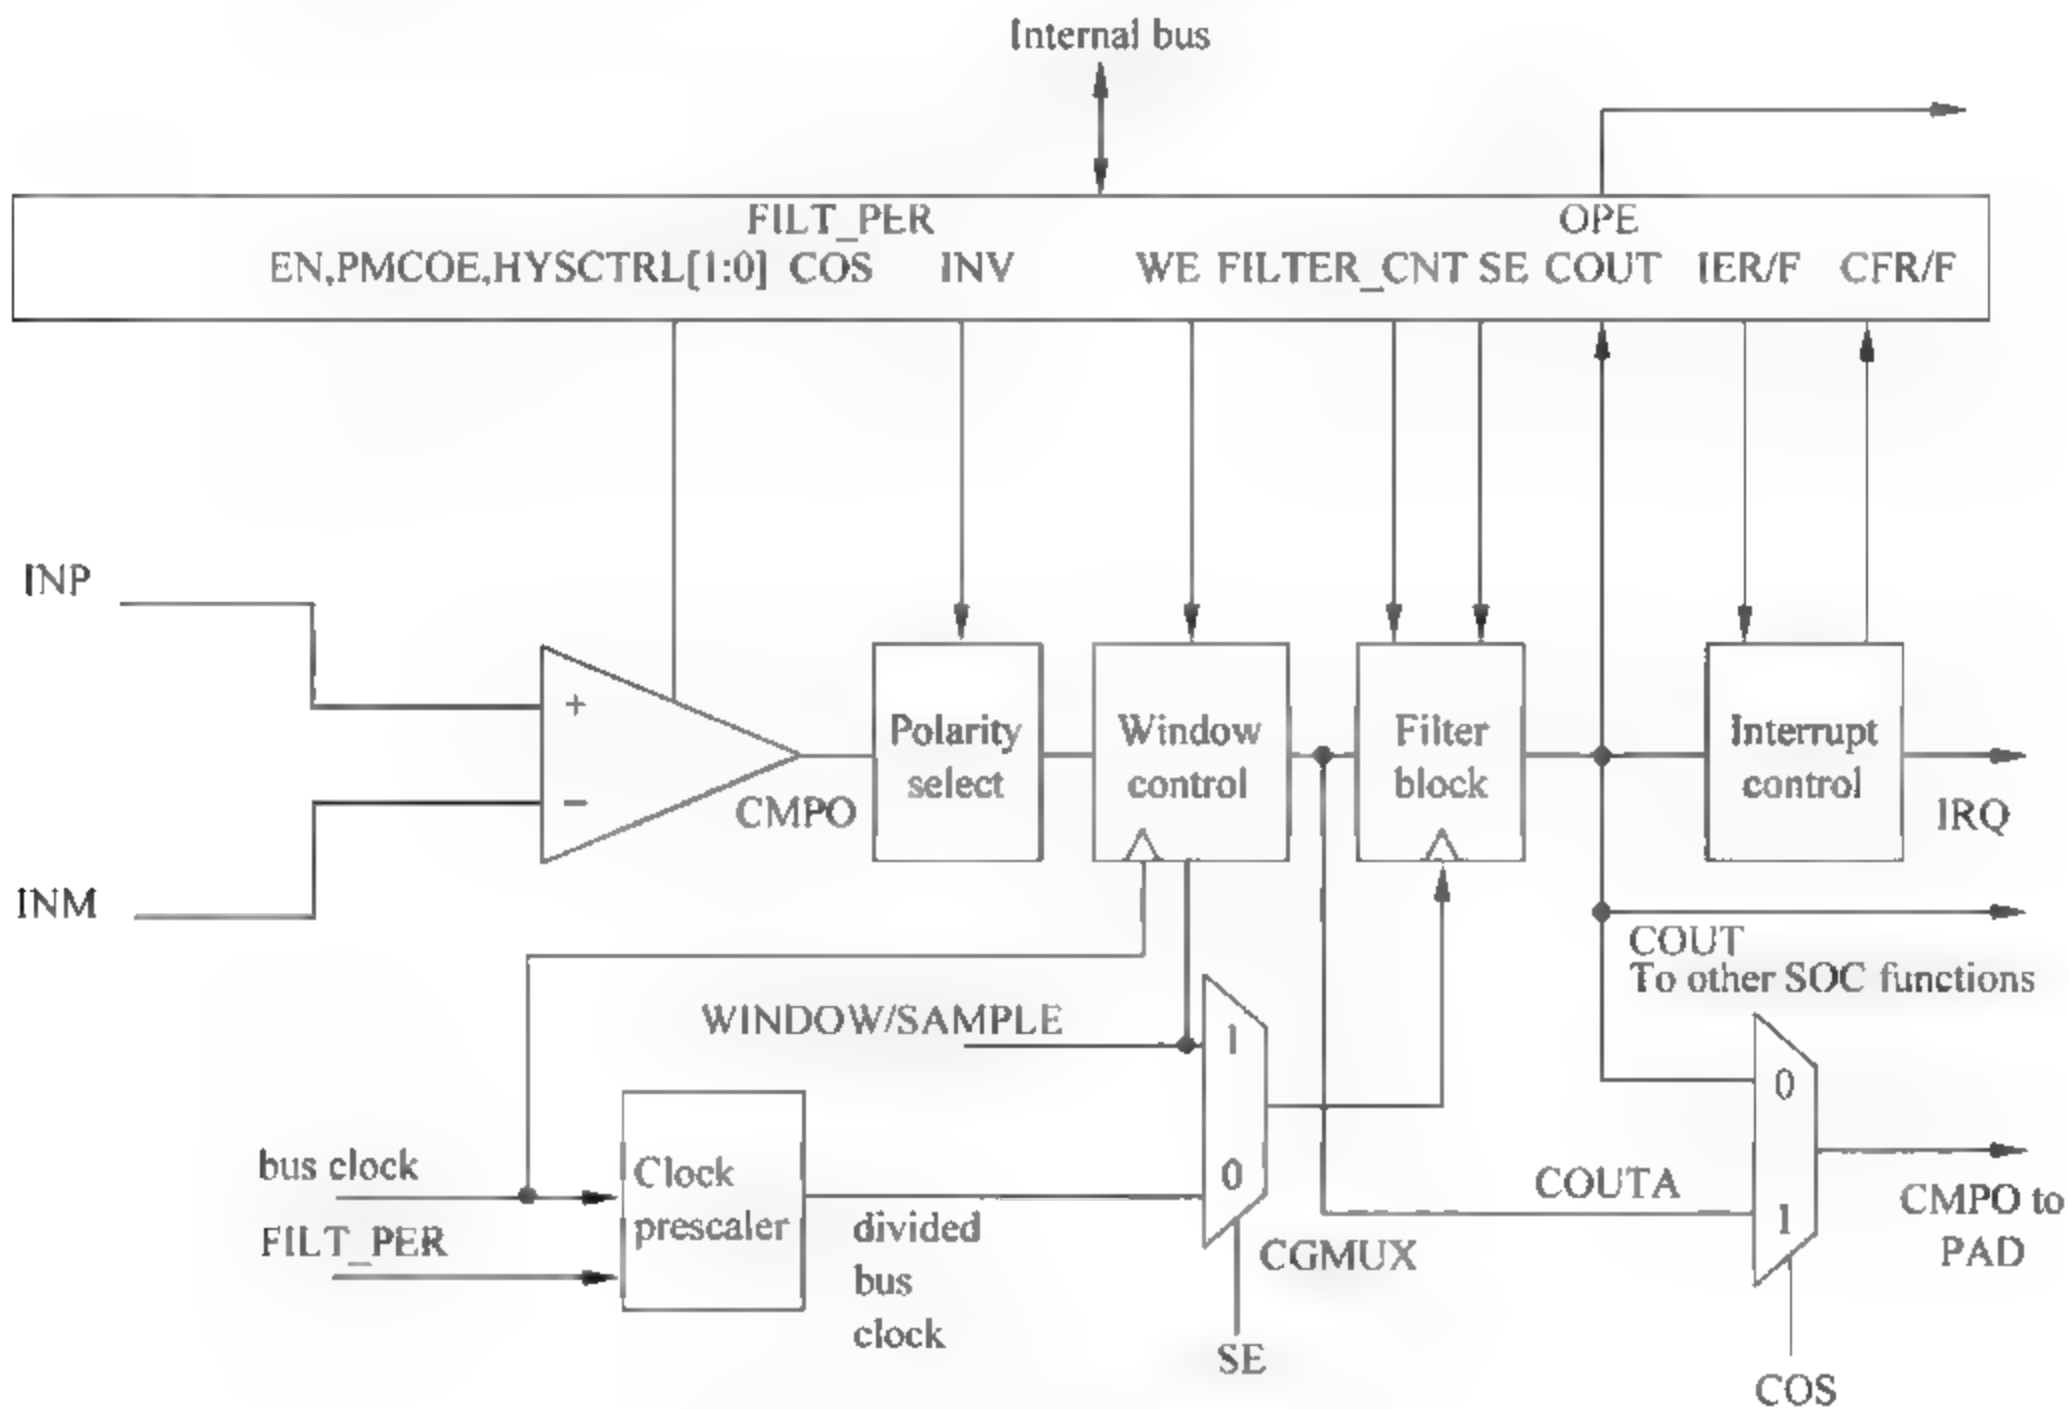 Internal bus
FILT_PER OPE
EN,PMCOE,HYSCTRL[1:0] COS INV WE FILTER_CNT SE COUT IER/F CFR/F
INP
+
Polarity
select
Window
control
Filter
block
Interrupt
control
−
CMPO
IRQ
INM
COUT
To other SOC functions
WINDOW/SAMPLE
1
0
0
1
bus clock
FILT_PER
Clock
prescaler
divided
bus
clock
CGMUX
SE
COUTA
CMPO to
PAD
COS